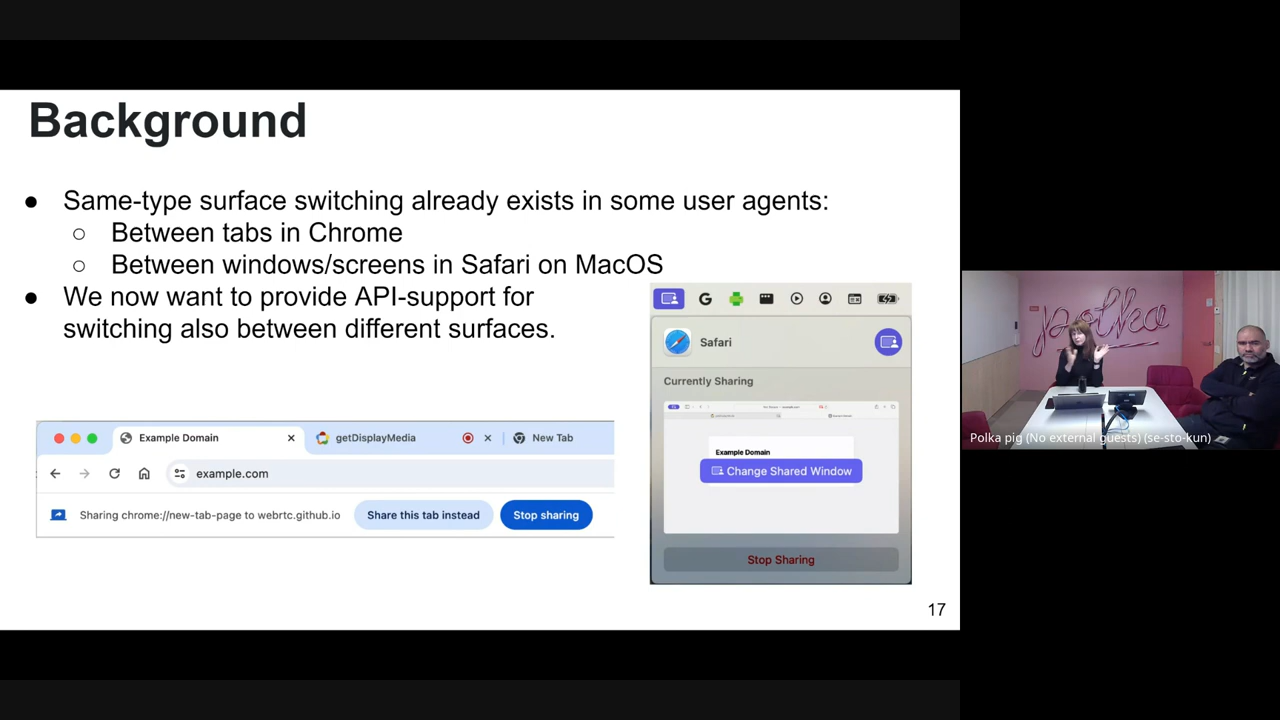 Background
● Same-type surface switching already exists in some user agents:
○ Between tabs in Chrome
○ Between windows/screens in Safari on MacOS
● We now want to provide API-support for
switching also between different surfaces.
Safari
Currently Sharing
Example Domain
Change Shared Window
Stop Sharing
Example Domain
getDisplayMedia
New Tab
example.com
Sharing chrome://new-tab-page to webrtc.github.io
Share this tab instead
Stop sharing
17
polka
Polka pig (No external guests) (se-sto-kun)